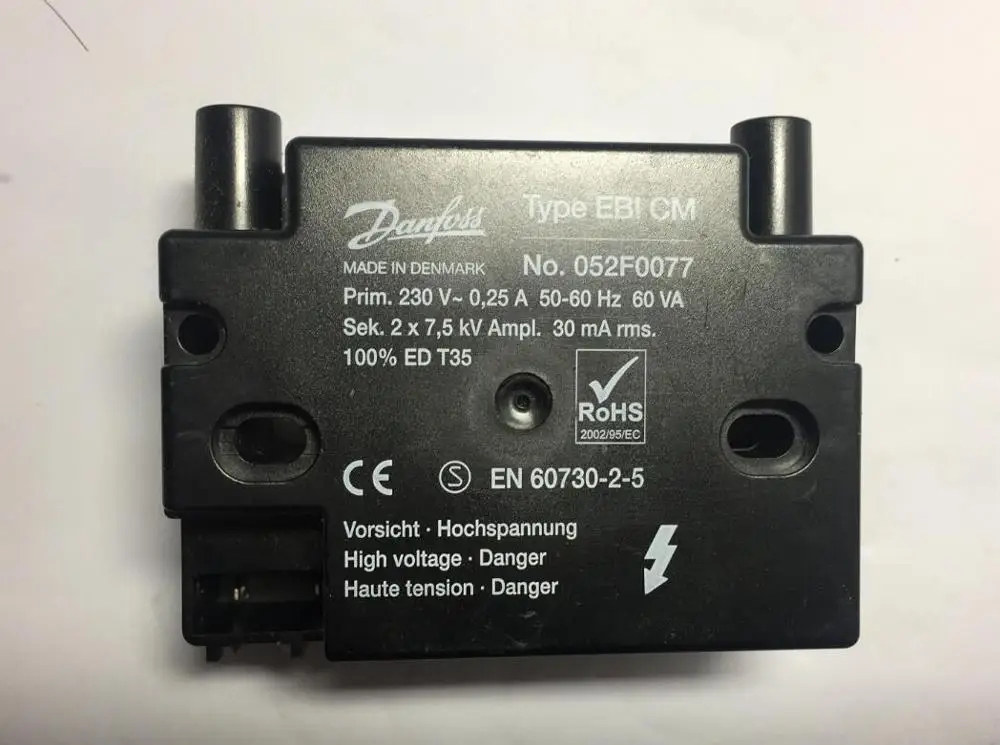 Danfoss
Type EBI CM
MADE IN DENMARK
No. 052F0077
Prim. 230 V~ 0,25 A 50-60 Hz 60 VA
Sek. 2 x 7,5 kV Ampl. 30 mA rms.
100% ED T35
RoHS
2002/95/EC
CE
S
EN 60730-2-5
Vorsicht · Hochspannung
High voltage · Danger
Haute tension · Danger